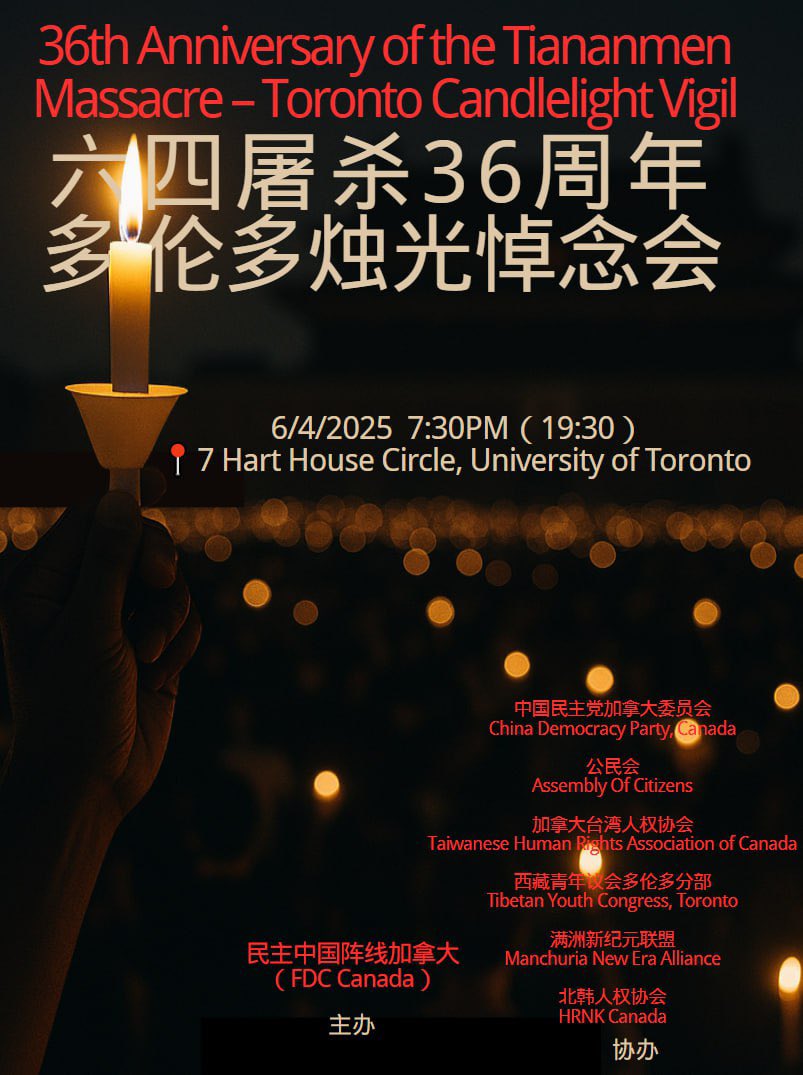 36th Anniversary of the Tiananmen
Massacre – Toronto Candlelight Vigil
六四屠杀36周年
多伦多烛光悼念会
6/4/2025 7:30PM（19:30）
7 Hart House Circle, University of Toronto
中国民主党加拿大委员会
China Democracy Party, Canada
公民会
Assembly Of Citizens
加拿大台湾人权协会
Taiwanese Human Rights Association of Canada
西藏青年议会多伦多分部
Tibetan Youth Congress, Toronto
满洲新纪元联盟
Manchuria New Era Alliance
北韩人权协会
HRNK Canada
协办
民主中国阵线加拿大
（FDC Canada）
主办